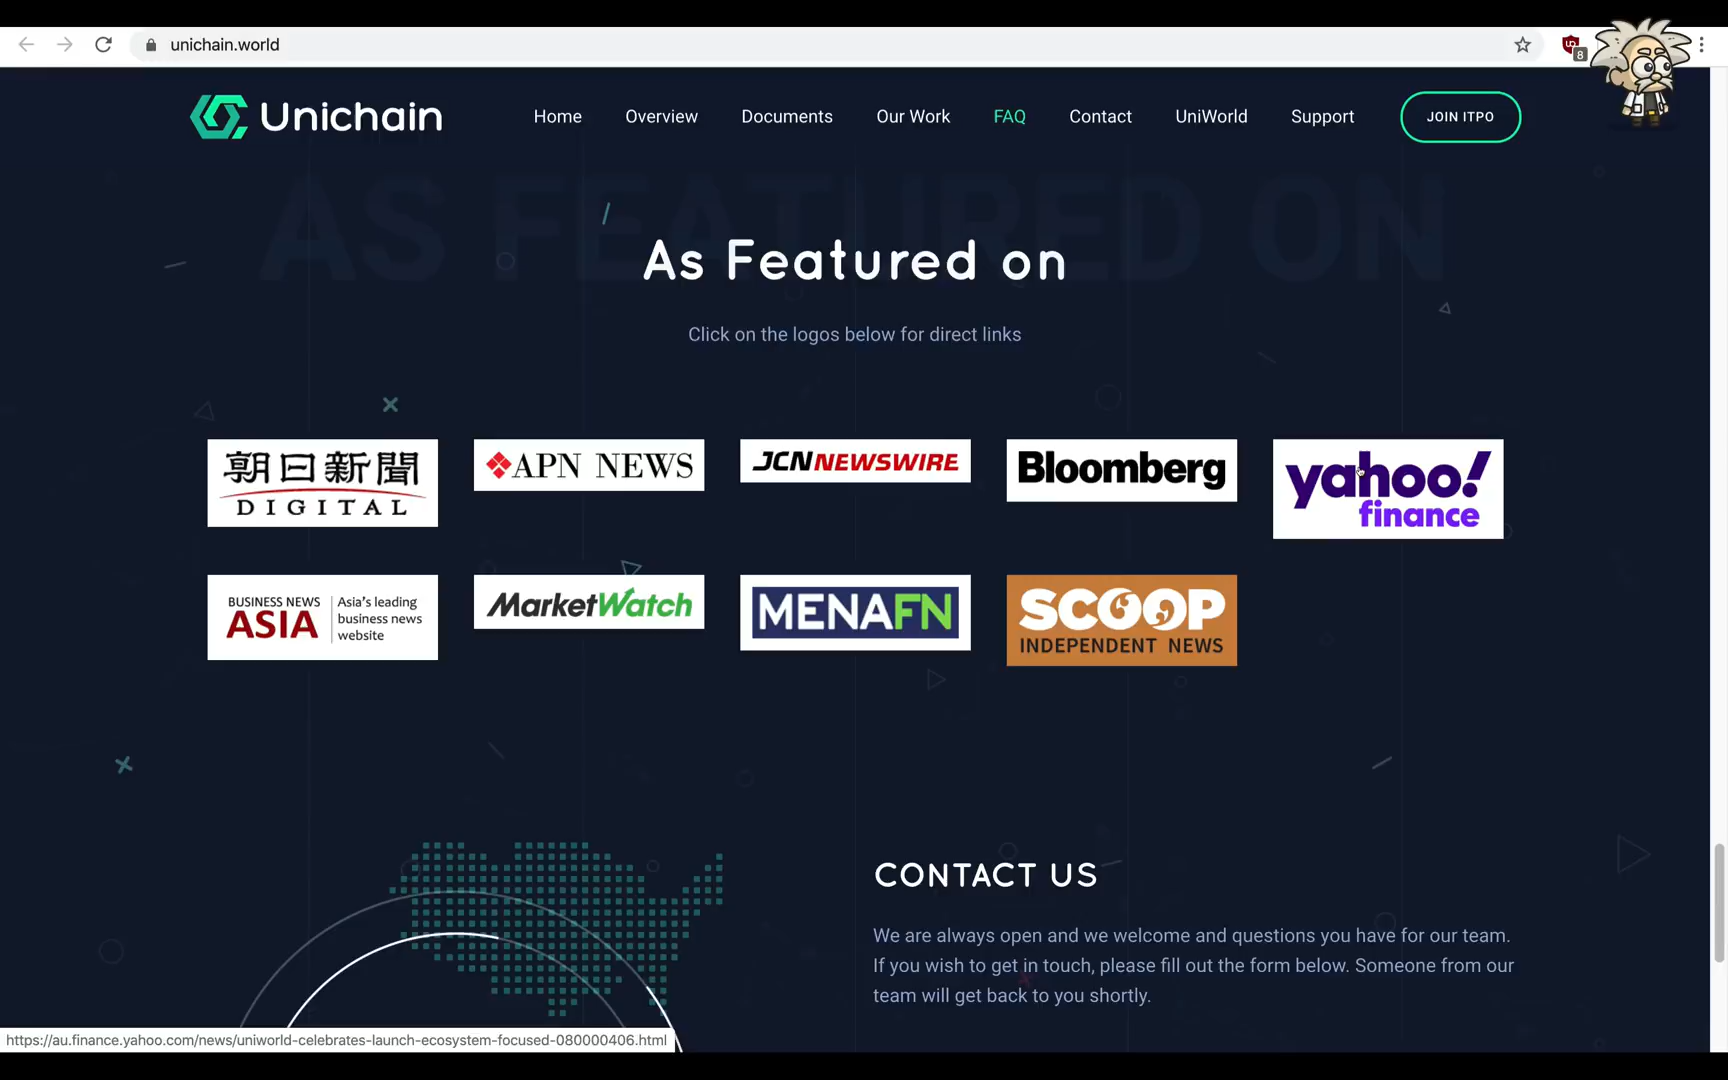 unichain.world
8
Unichain
Home
Overview
Documents
Our Work
FAQ
Contact
UniWorld
Support
JOIN ITPO
AS FEATURED ON
As Featured on
Click on the logos below for direct links
朝日新聞
DIGITAL
APN NEWS
JCN NEWSWIRE
Bloomberg
yahoo!
finance
BUSINESS NEWS
ASIA
Asia's leading
business news
website
MarketWatch
MENAFN
SCOOP
INDEPENDENT NEWS
CONTACT US
We are always open and we welcome and questions you have for our team.
If you wish to get in touch, please fill out the form below. Someone from our
team will get back to you shortly.
https://au.finance.yahoo.com/news/uniworld-celebrates-launch-ecosystem-focused-080000406.html